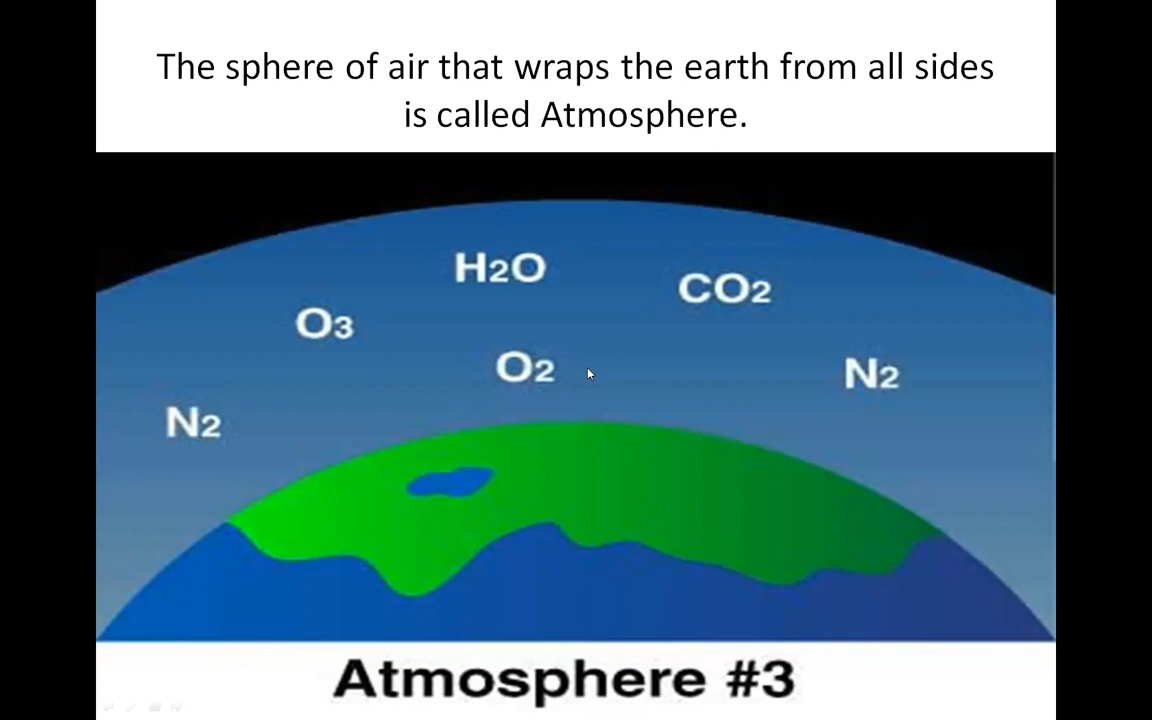 The sphere of air that wraps the earth from all sides
is called Atmosphere.
H2O
CO2
O3
O2
N2
N2
Atmosphere #3